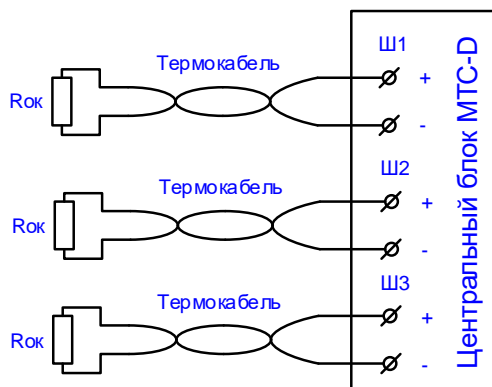 Термокабель
Rок
Ш1
+
-
Термокабель
Rок
Ш2
+
-
Термокабель
Rок
Ш3
+
-
Центральный блок МТС-D